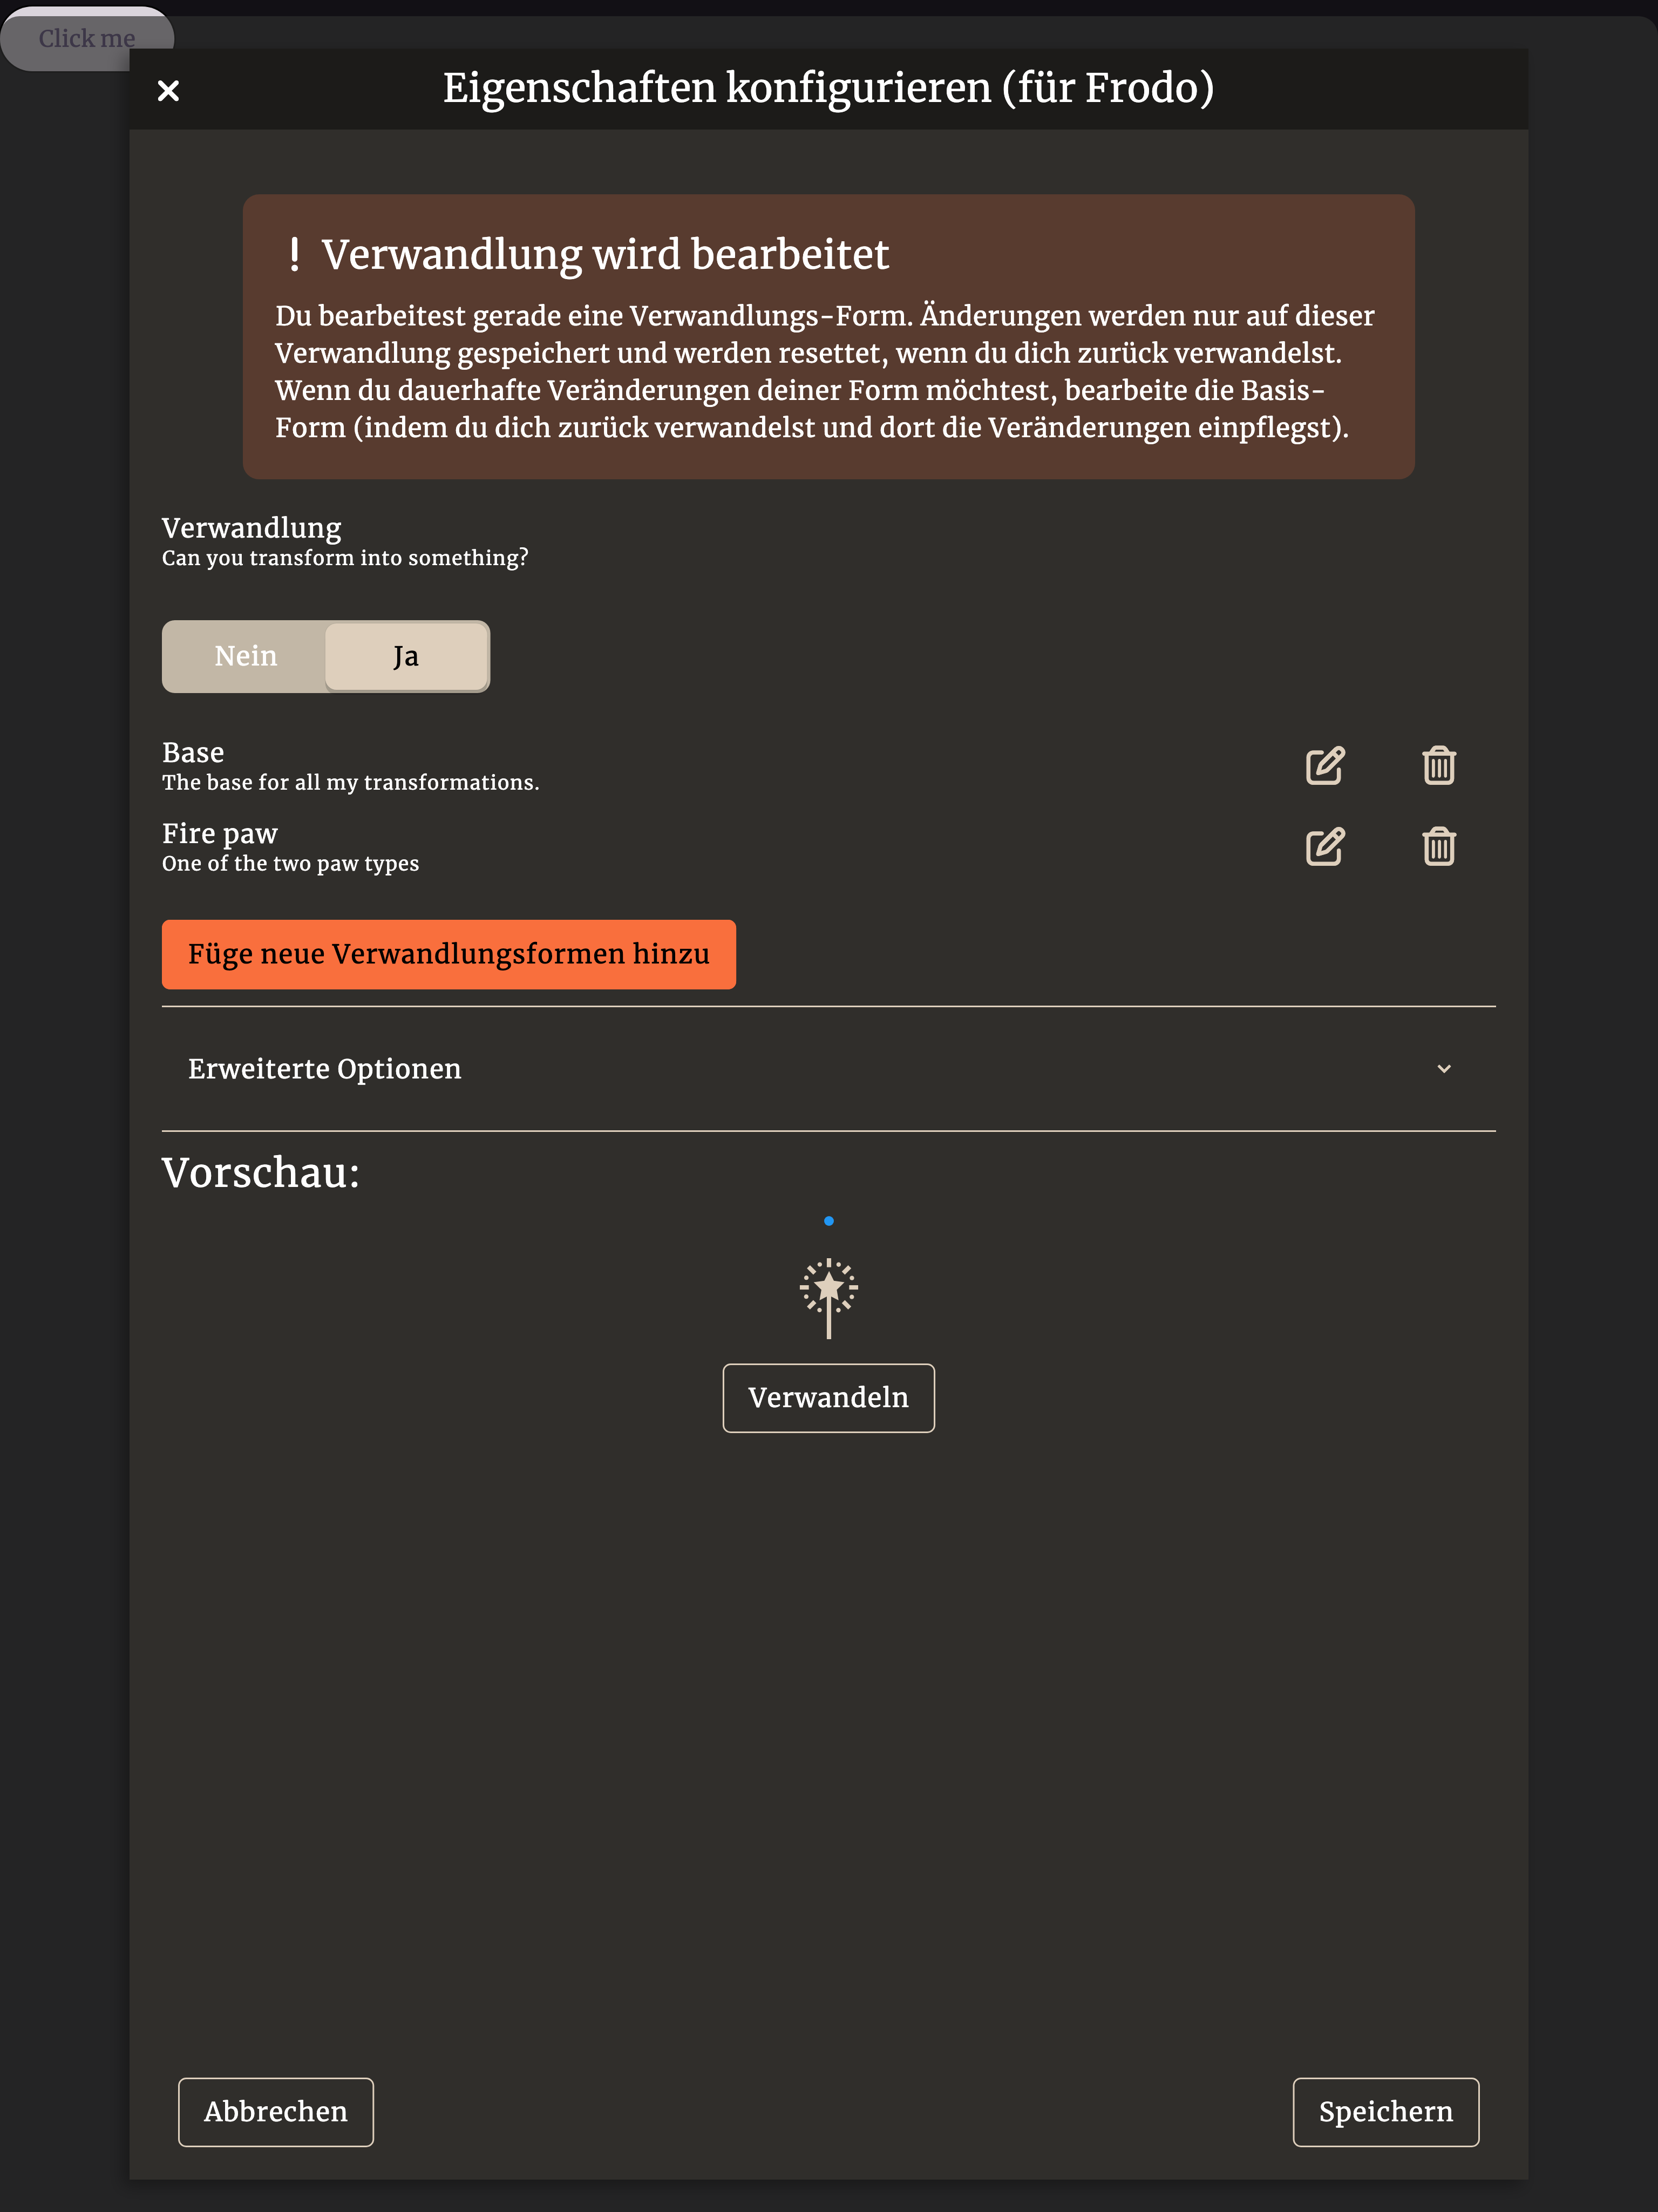 Click me
Eigenschaften konfigurieren (für Frodo)
! Verwandlung wird bearbeitet
Du bearbeitest gerade eine Verwandlungs-Form. Änderungen werden nur auf dieser
Verwandlung gespeichert und werden resettet, wenn du dich zurück verwandelst.
Wenn du dauerhafte Veränderungen deiner Form möchtest, bearbeite die Basis-
Form (indem du dich zurück verwandelst und dort die Veränderungen einpflegst).
Verwandlung
Can you transform into something?
Nein Ja
Base
The base for all my transformations.
Fire paw
One of the two paw types
Füge neue Verwandlungsformen hinzu
Erweiterte Optionen
Vorschau:
Verwandeln
Abbrechen Speichern